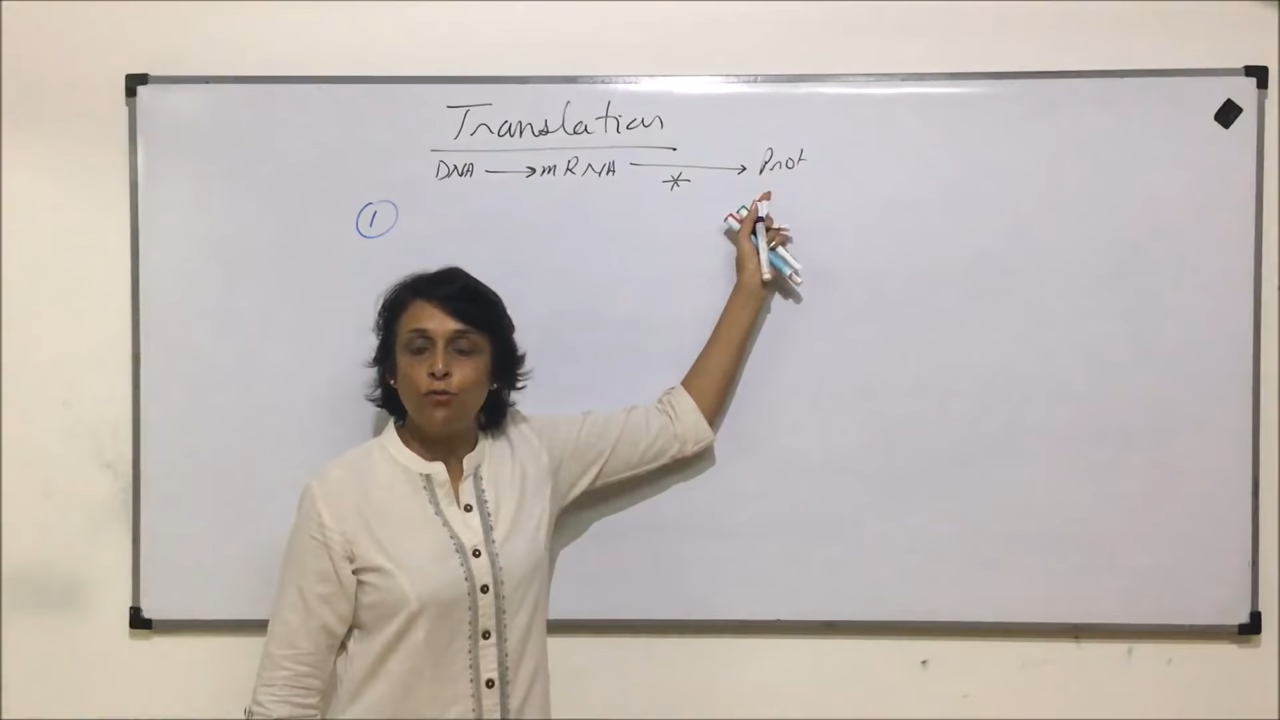 Translation
DNA → mRNA → Prot
*
①